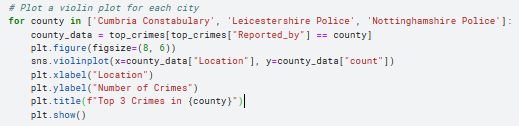 # Plot a violin plot for each city
for county in ['Cumbria Constabulary', 'Leicestershire Police', 'Nottinghamshire Police']:
    county_data = top_crimes[top_crimes["Reported_by"] == county]
    plt.figure(figsize=(8, 6))
    sns.violinplot(x=county_data["Location"], y=county_data["count"])
    plt.xlabel("Location")
    plt.ylabel("Number of Crimes")
    plt.title(f"Top 3 Crimes in {county}")
    plt.show()